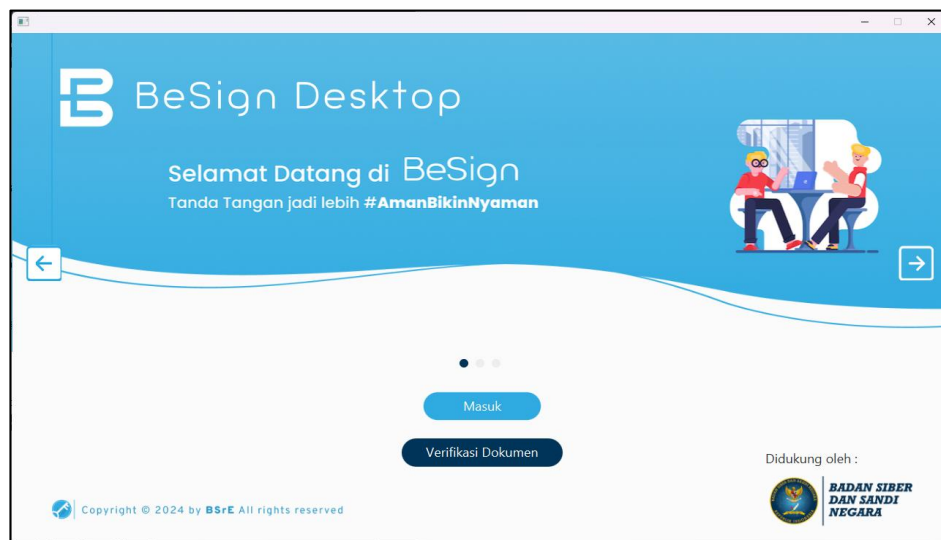 BeSign Desktop
Selamat Datang di BeSign
Tanda Tangan jadi lebih #AmanBikinNyaman
Masuk
Verifikasi Dokumen
Didukung oleh :
BADAN SIBER
DAN SANDI
NEGARA
Copyright © 2024 by BSrE All rights reserved